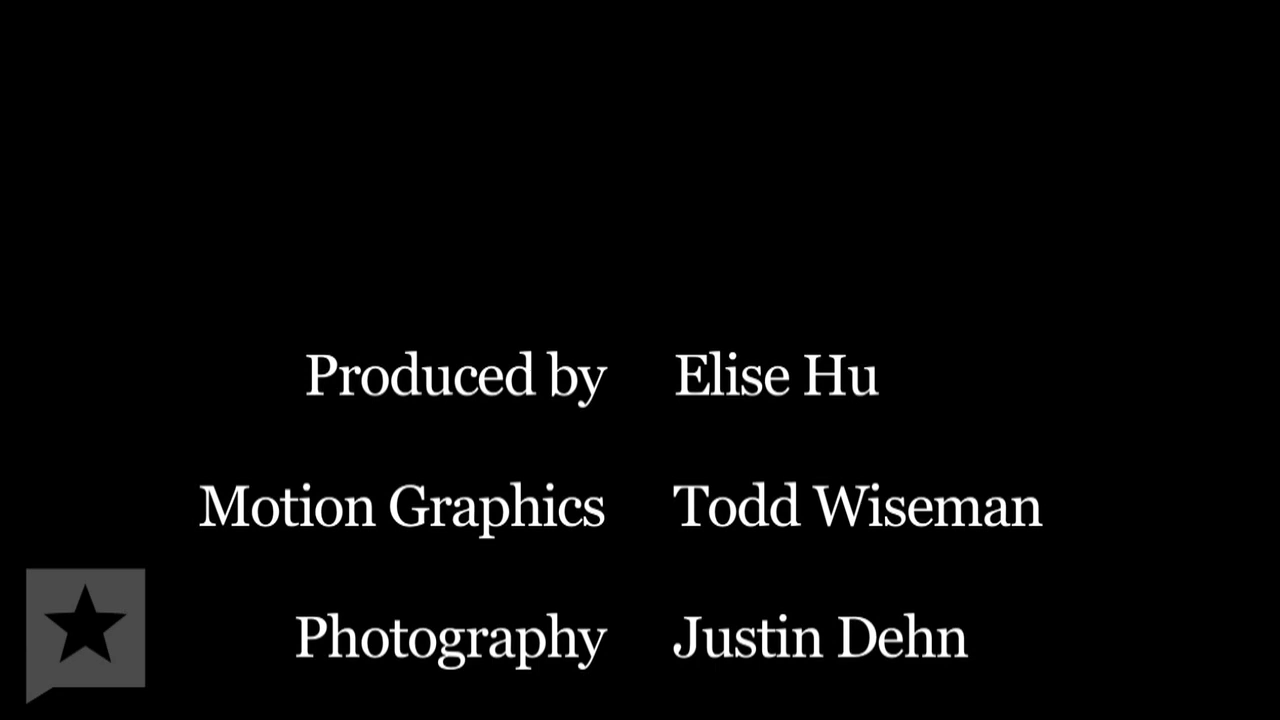 Produced by Elise Hu
Motion Graphics Todd Wiseman
Photography Justin Dehn